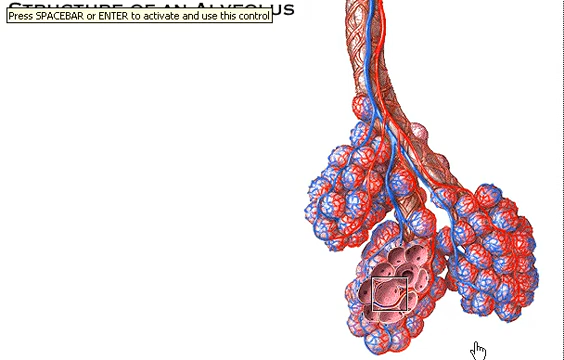 Structure of an Alveolus
Press SPACEBAR or ENTER to activate and use this control